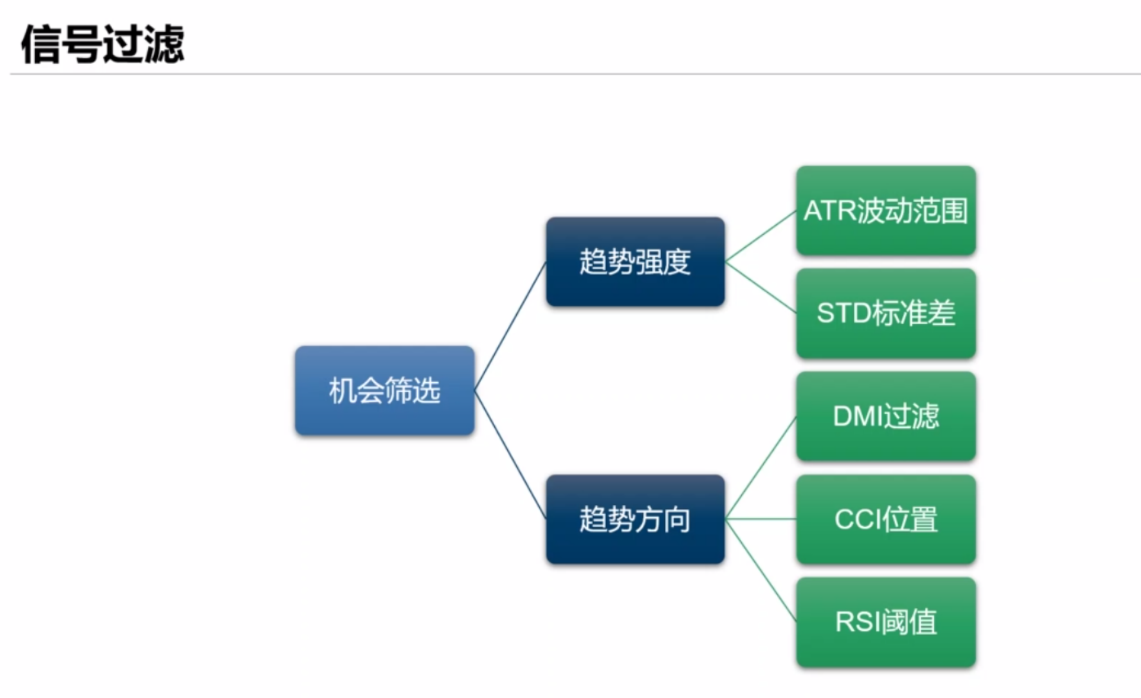 信号过滤
机会筛选
趋势强度
ATR波动范围
STD标准差
趋势方向
DMI过滤
CCI位置
RSI阈值